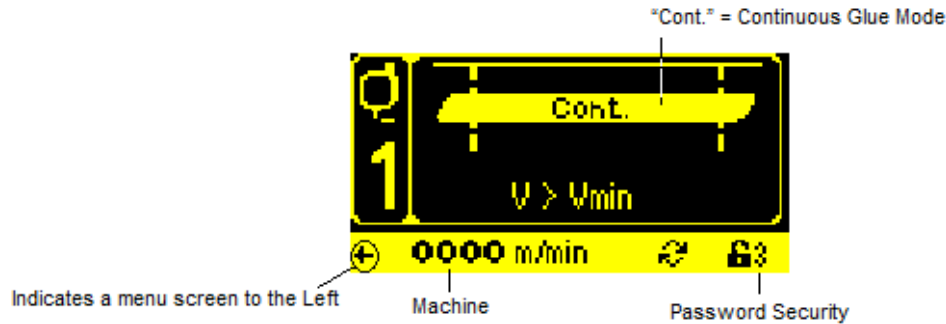 “Cont.” = Continuous Glue Mode
Cont.
1
V > Vmin
0000 m/min 3
Indicates a menu screen to the Left
Machine
Password Security